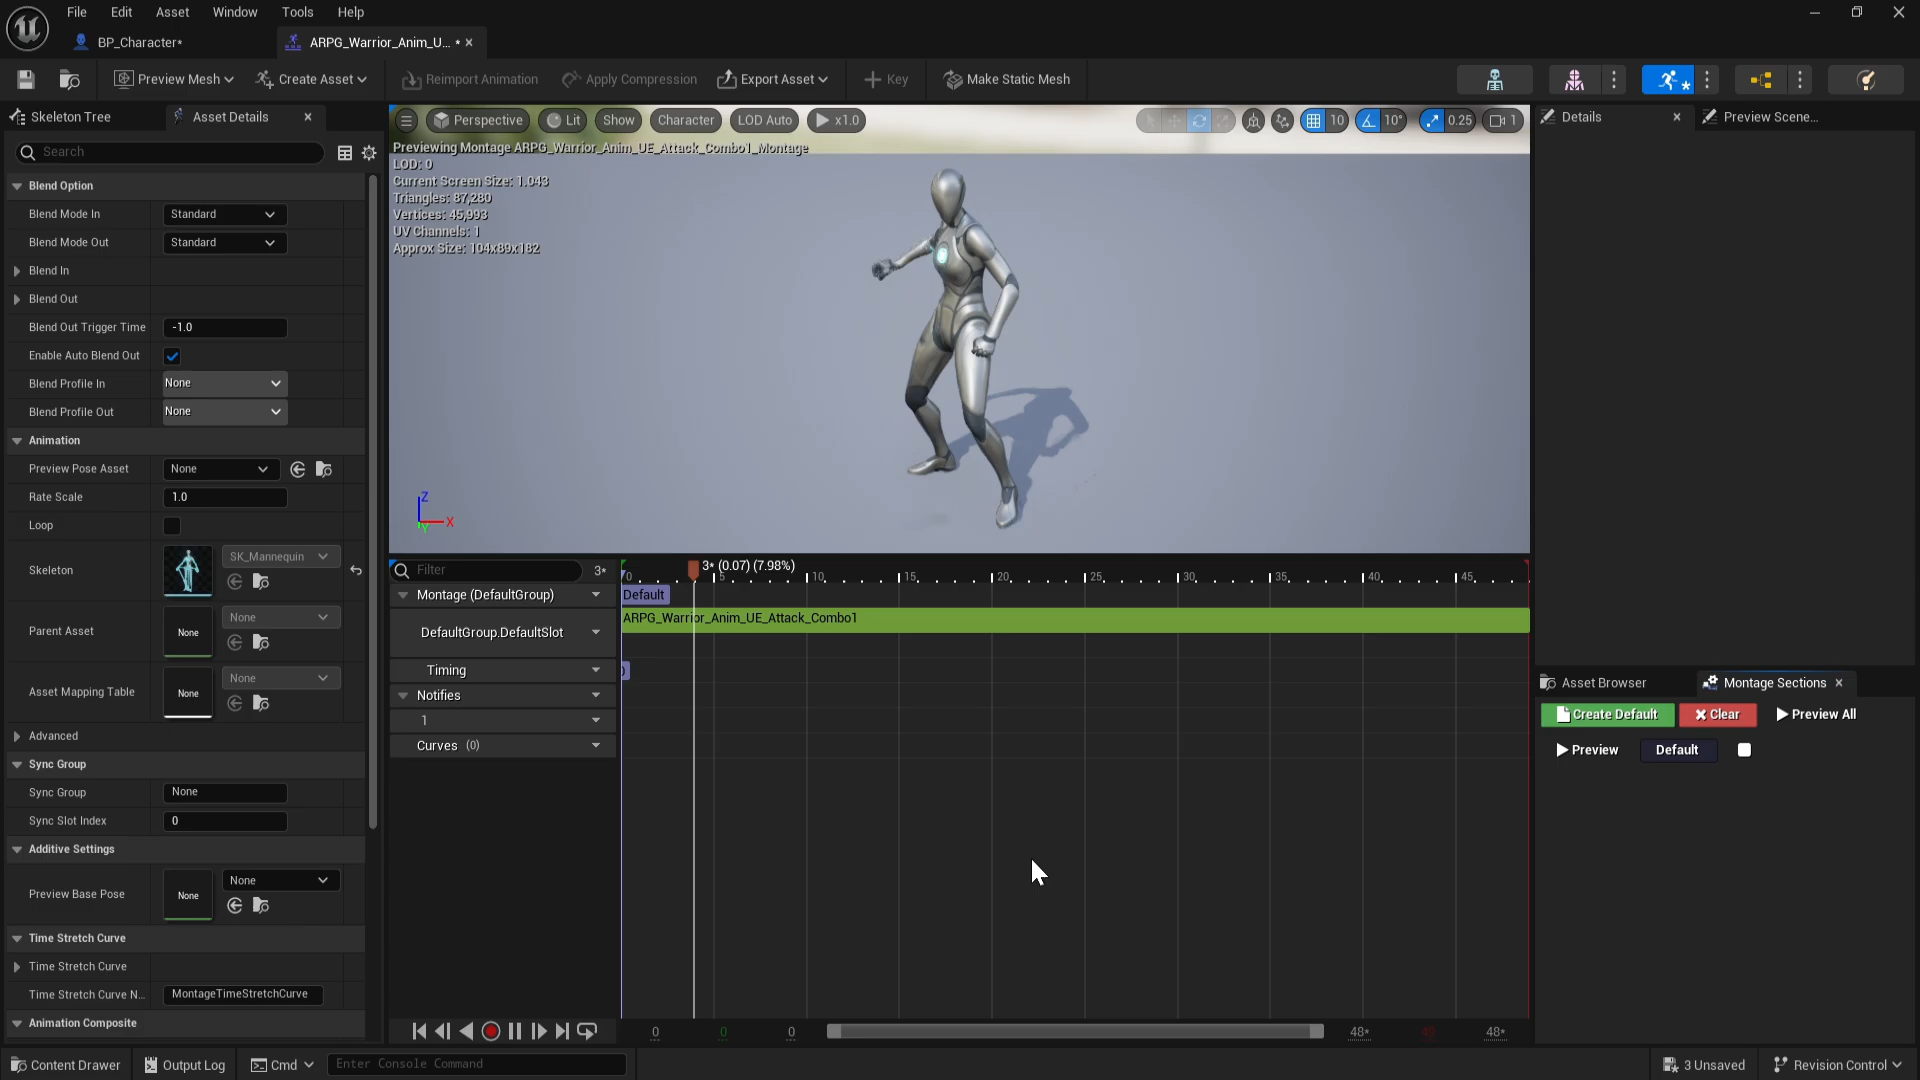 File Edit Asset Window Tools Help
BP_Character* ARPG_Warrior_Anim_U... *
Preview Mesh Create Asset Reimport Animation Apply Compression Export Asset Key Make Static Mesh
Skeleton Tree Asset Details
Search
Blend Option
Blend Mode In Standard
Blend Mode Out Standard
Blend In
Blend Out
Blend Out Trigger Time -1.0
Enable Auto Blend Out
Blend Profile In None
Blend Profile Out None
Animation
Preview Pose Asset None
Rate Scale 1.0
Loop
Skeleton SK_Mannequin
Parent Asset None None
Asset Mapping Table None None
Advanced
Sync Group
Sync Group None
Sync Slot Index 0
Additive Settings
Preview Base Pose None None
Time Stretch Curve
Time Stretch Curve
Time Stretch Curve N... MontageTimeStretchCurve
Animation Composite
Perspective Lit Show Character LOD Auto x1.0 10 10° 0.25 1
Previewing Montage ARPG_Warrior_Anim_UE_Attack_Combo1_Montage
LOD: 0
Current Screen Size: 1.043
Triangles: 87,280
Vertices: 45,993
UV Channels: 1
Approx Size: 104x89x182
Z
X
Y
Filter 3*
3* (0.07) (7.98%)
0 5 10 15 20 25 30 35 40 45
Montage (DefaultGroup) Default
ARPG_Warrior_Anim_UE_Attack_Combo1
DefaultGroup.DefaultSlot
Timing
Notifies
1
Curves (0)
0 0 0 48* 49 48*
Details Preview Scene...
Asset Browser Montage Sections
Create Default Clear Preview All
Preview Default
Content Drawer Output Log Cmd Enter Console Command 3 Unsaved Revision Control